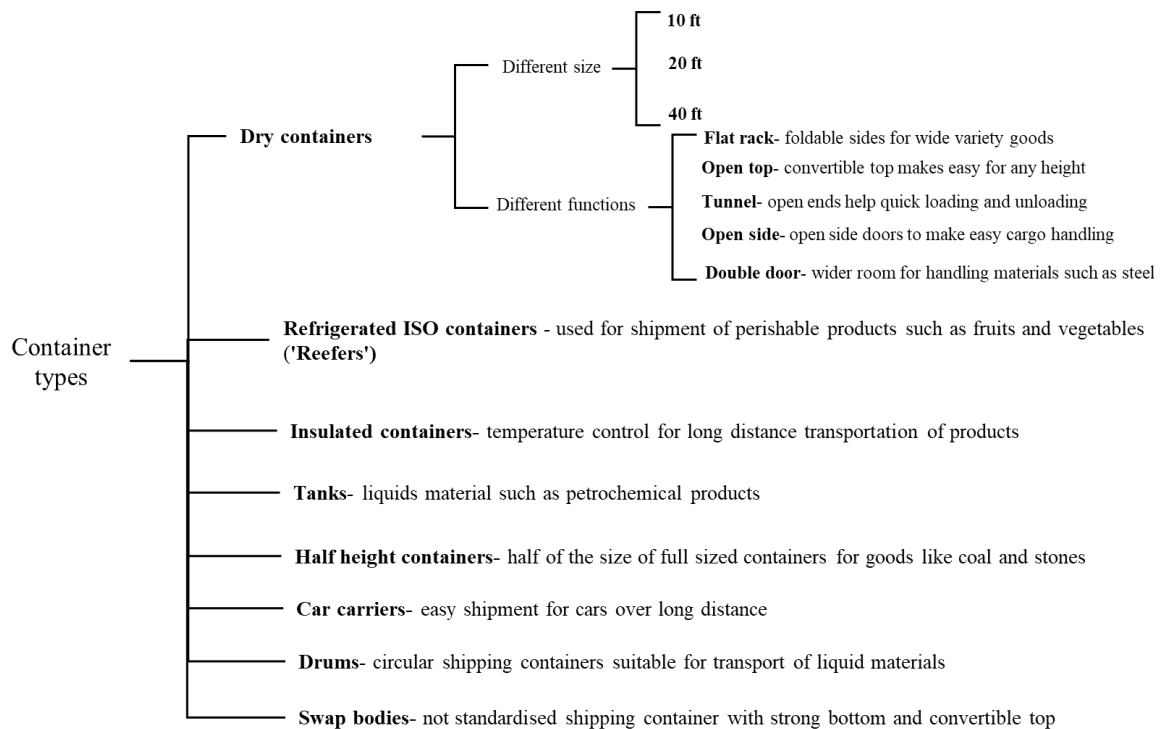 Container
types
Dry containers
Different size
10 ft
20 ft
40 ft
Different functions
Flat rack- foldable sides for wide variety goods
Open top- convertible top makes easy for any height
Tunnel- open ends help quick loading and unloading
Open side- open side doors to make easy cargo handling
Double door- wider room for handling materials such as steel
Refrigerated ISO containers - used for shipment of perishable products such as fruits and vegetables
('Reefers')
Insulated containers- temperature control for long distance transportation of products
Tanks- liquids material such as petrochemical products
Half height containers- half of the size of full sized containers for goods like coal and stones
Car carriers- easy shipment for cars over long distance
Drums- circular shipping containers suitable for transport of liquid materials
Swap bodies- not standardised shipping container with strong bottom and convertible top